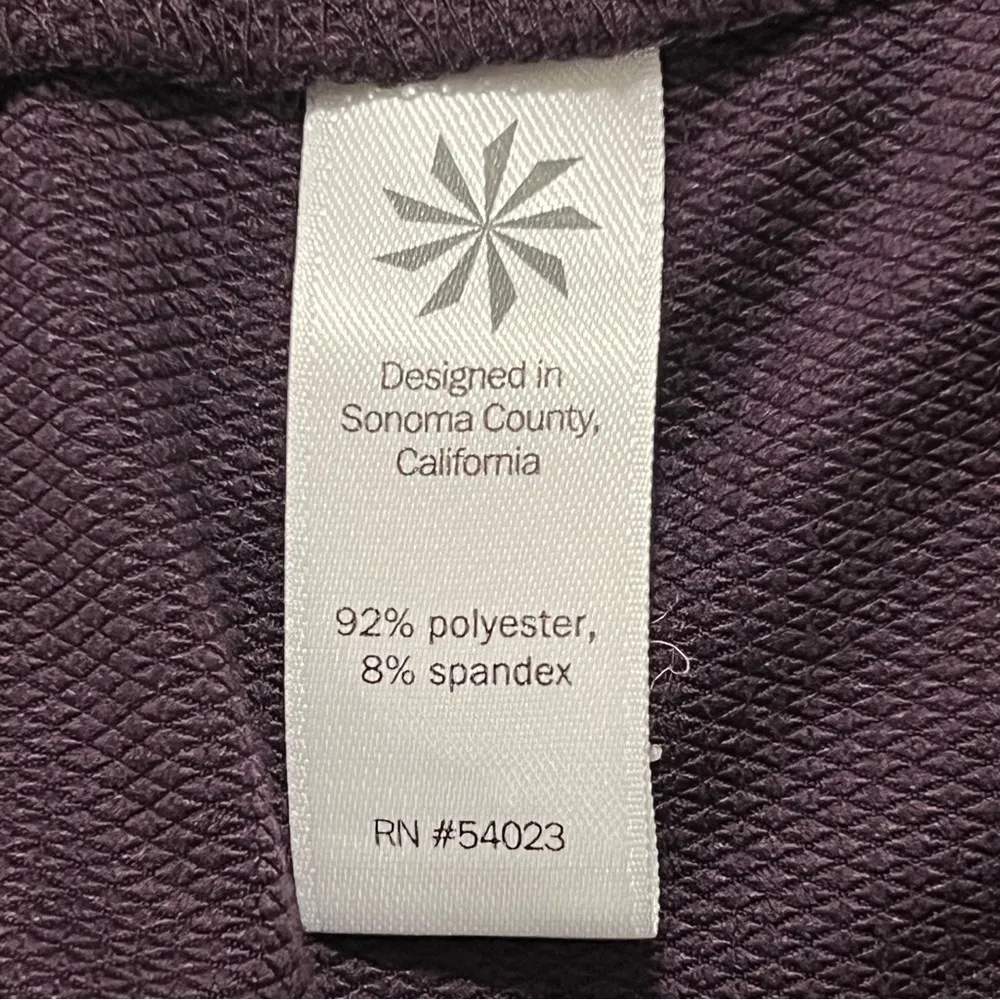 Designed in
Sonoma County,
California
92% polyester,
8% spandex
RN #54023